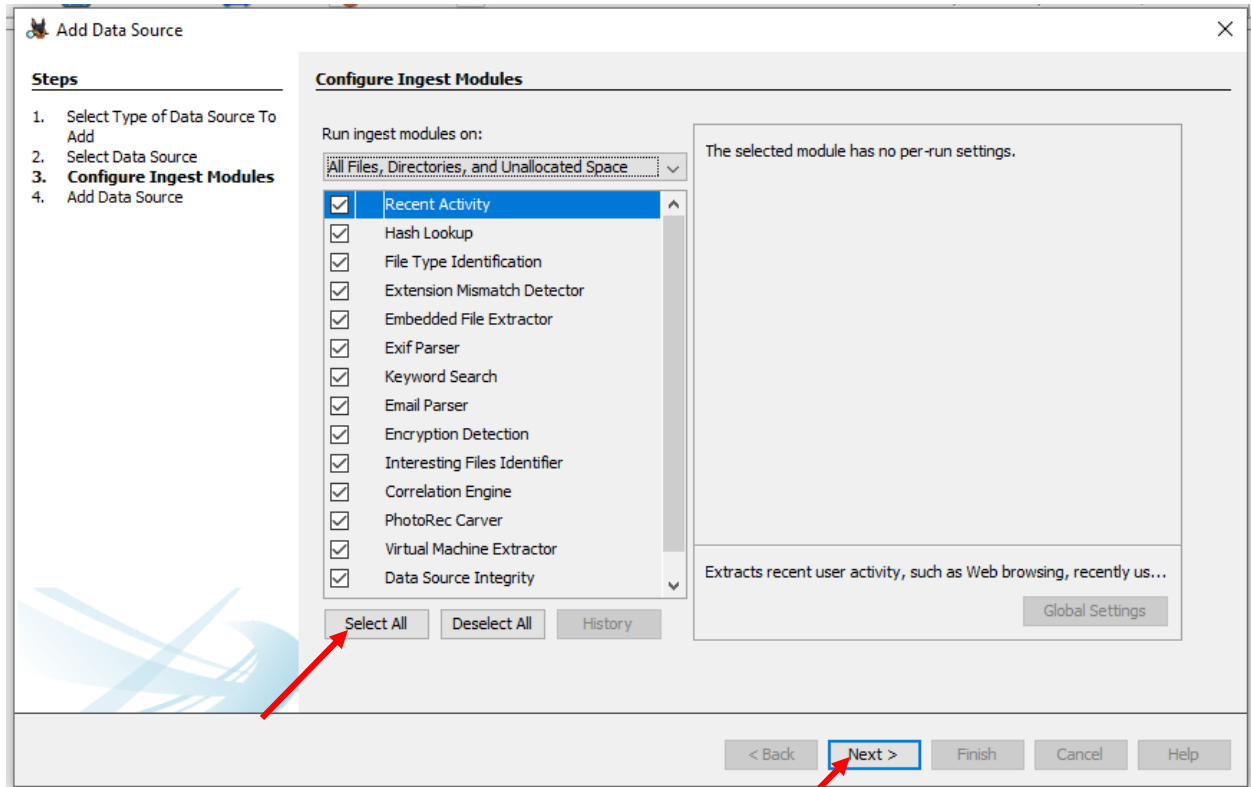 Add Data Source
Steps
1. Select Type of Data Source To
Add
2. Select Data Source
3. Configure Ingest Modules
4. Add Data Source
Configure Ingest Modules
Run ingest modules on:
All Files, Directories, and Unallocated Space
Recent Activity
Hash Lookup
File Type Identification
Extension Mismatch Detector
Embedded File Extractor
Exif Parser
Keyword Search
Email Parser
Encryption Detection
Interesting Files Identifier
Correlation Engine
PhotoRec Carver
Virtual Machine Extractor
Data Source Integrity
Select All Deselect All History
The selected module has no per-run settings.
Extracts recent user activity, such as Web browsing, recently us...
Global Settings
< Back Next > Finish Cancel Help